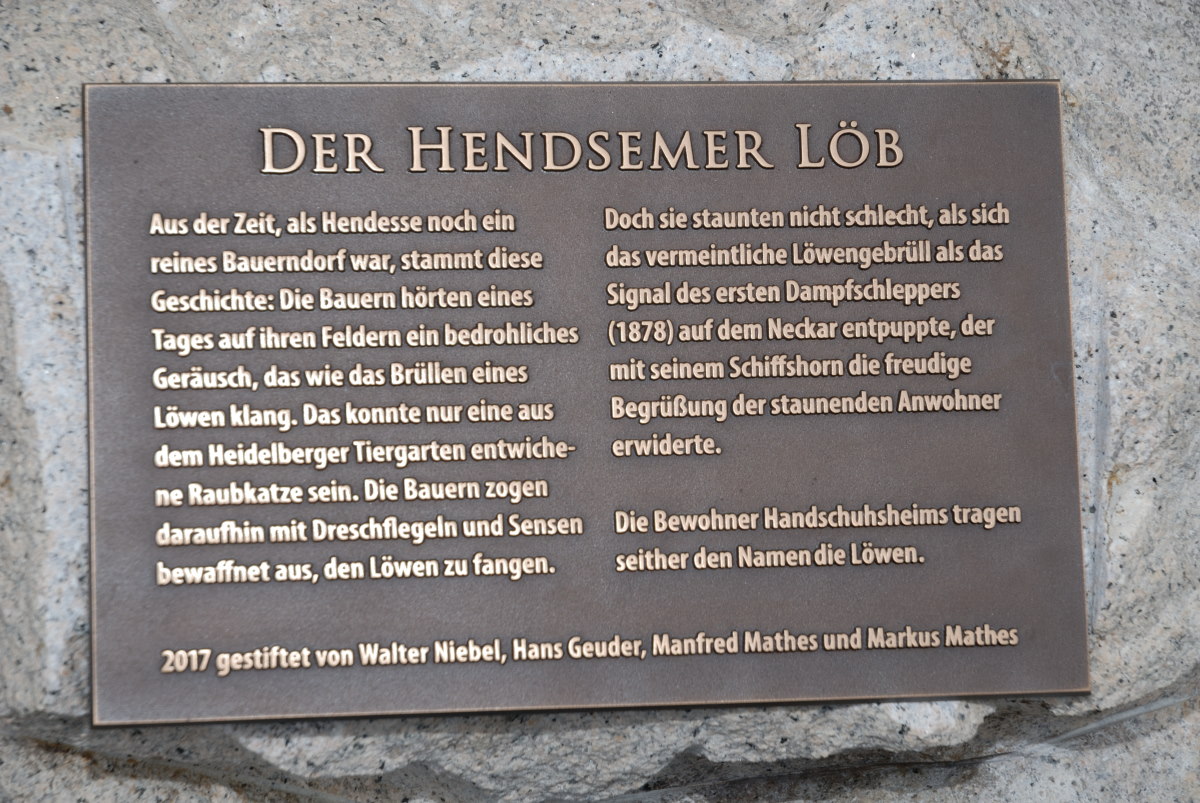 Der Hendsemer Löb
Aus der Zeit, als Hendesse noch ein
reines Bauerndorf war, stammt diese
Geschichte: Die Bauern hörten eines
Tages auf ihren Feldern ein bedrohliches
Geräusch, das wie das Brüllen eines
Löwen klang. Das konnte nur eine aus
dem Heidelberger Tiergarten entwiche-
ne Raubkatze sein. Die Bauern zogen
daraufhin mit Dreschflegeln und Sensen
bewaffnet aus, den Löwen zu fangen.
Doch sie staunten nicht schlecht, als sich
das vermeintliche Löwengebrüll als das
Signal des ersten Dampfschleppers
(1878) auf dem Neckar entpuppte, der
mit seinem Schiffshorn die freudige
Begrüßung der staunenden Anwohner
erwiderte.
Die Bewohner Handschuhsheims tragen
seither den Namen die Löwen.
2017 gestiftet von Walter Niebel, Hans Geuder, Manfred Mathes und Markus Mathes